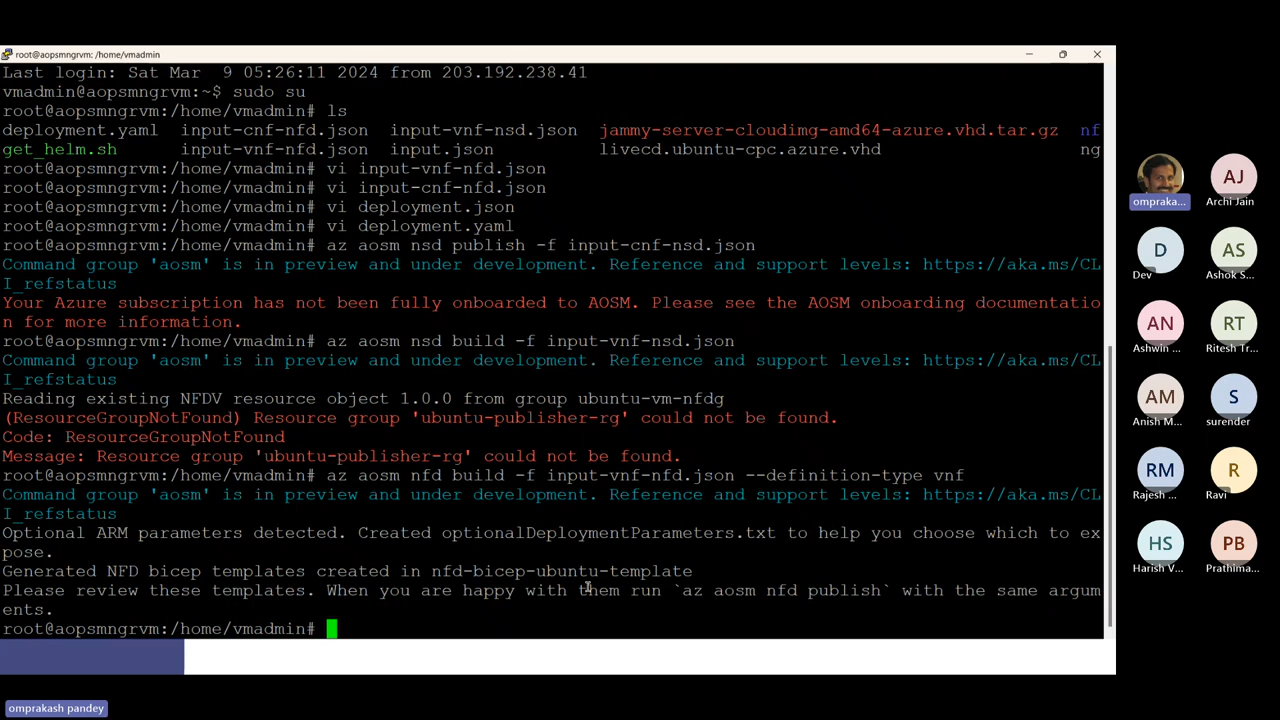 root@aopsmngrvm: /home/vmadmin
Last login: Sat Mar  9 05:26:11 2024 from 203.192.238.41
vmadmin@aopsmngrvm:~$ sudo su
root@aopsmngrvm:/home/vmadmin# ls
deployment.yaml  input-cnf-nfd.json  input-vnf-nsd.json  jammy-server-cloudimg-amd64-azure.vhd.tar.gz  nf
get_helm.sh      input-vnf-nfd.json  input.json          livecd.ubuntu-cpc.azure.vhd                   ng
root@aopsmngrvm:/home/vmadmin# vi input-vnf-nfd.json
root@aopsmngrvm:/home/vmadmin# vi input-cnf-nfd.json
root@aopsmngrvm:/home/vmadmin# vi deployment.json
root@aopsmngrvm:/home/vmadmin# vi deployment.yaml
root@aopsmngrvm:/home/vmadmin# az aosm nsd publish -f input-cnf-nsd.json
Command group 'aosm' is in preview and under development. Reference and support levels: https://aka.ms/CL
I_refstatus
Your Azure subscription has not been fully onboarded to AOSM. Please see the AOSM onboarding documentatio
n for more information.
root@aopsmngrvm:/home/vmadmin# az aosm nsd build -f input-vnf-nsd.json
Command group 'aosm' is in preview and under development. Reference and support levels: https://aka.ms/CL
I_refstatus
Reading existing NFDV resource object 1.0.0 from group ubuntu-vm-nfdg
(ResourceGroupNotFound) Resource group 'ubuntu-publisher-rg' could not be found.
Code: ResourceGroupNotFound
Message: Resource group 'ubuntu-publisher-rg' could not be found.
root@aopsmngrvm:/home/vmadmin# az aosm nfd build -f input-vnf-nfd.json --definition-type vnf
Command group 'aosm' is in preview and under development. Reference and support levels: https://aka.ms/CL
I_refstatus
Optional ARM parameters detected. Created optionalDeploymentParameters.txt to help you choose which to ex
pose.
Generated NFD bicep templates created in nfd-bicep-ubuntu-template
Please review these templates. When you are happy with them run `az aosm nfd publish` with the same argum
ents.
root@aopsmngrvm:/home/vmadmin#
omprakash pandey
ompraka...
AJ
Archi Jain
D
Dev
AS
Ashok S...
AN
Ashwin ...
RT
Ritesh Tr...
AM
Anish M...
S
surender
RM
Rajesh ...
R
Ravi
HS
Harish V...
PB
Prathima...